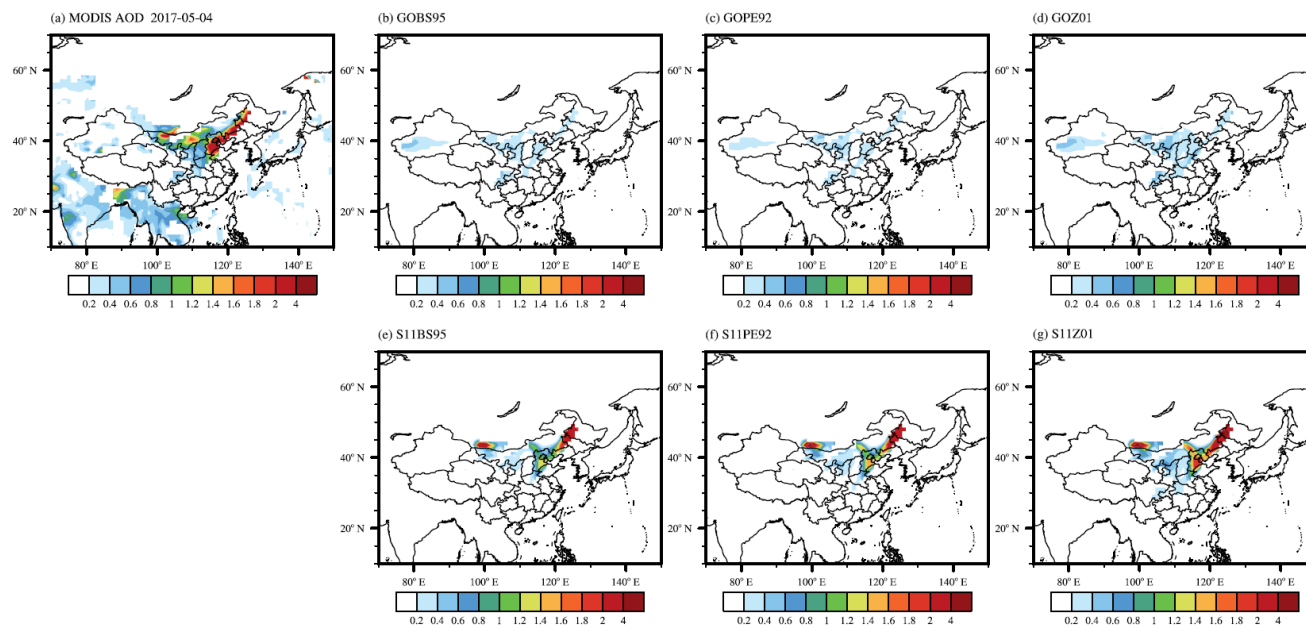 (a) MODIS AOD 2017-05-04
(b) GOBS95
(c) GOPE92
(d) GOZ01
60° N
40° N
20° N
80° E 100° E 120° E 140° E
0.2 0.4 0.6 0.8 1 1.2 1.4 1.6 1.8 2 4
60° N
40° N
20° N
80° E 100° E 120° E 140° E
0.2 0.4 0.6 0.8 1 1.2 1.4 1.6 1.8 2 4
60° N
40° N
20° N
80° E 100° E 120° E 140° E
0.2 0.4 0.6 0.8 1 1.2 1.4 1.6 1.8 2 4
60° N
40° N
20° N
80° E 100° E 120° E 140° E
0.2 0.4 0.6 0.8 1 1.2 1.4 1.6 1.8 2 4
(e) S11BS95
(f) S11PE92
(g) S11Z01
60° N
40° N
20° N
80° E 100° E 120° E 140° E
0.2 0.4 0.6 0.8 1 1.2 1.4 1.6 1.8 2 4
60° N
40° N
20° N
80° E 100° E 120° E 140° E
0.2 0.4 0.6 0.8 1 1.2 1.4 1.6 1.8 2 4
60° N
40° N
20° N
80° E 100° E 120° E 140° E
0.2 0.4 0.6 0.8 1 1.2 1.4 1.6 1.8 2 4